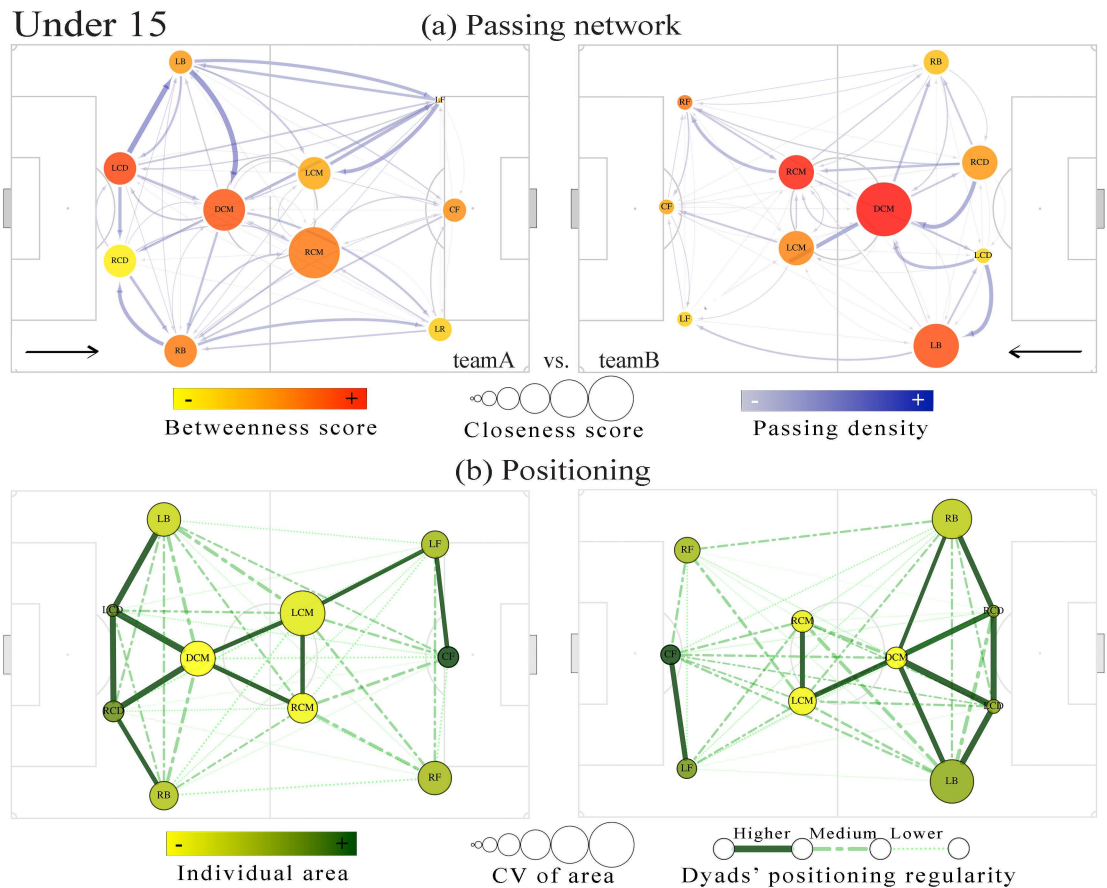 Under 15
(a) Passing network
LB
LF
LCD
LCM
DCM
CF
RCD
RCM
LR
RB
RB
RF
RCM
RCD
CF
DCM
LCM
LCD
LF
LB
teamA vs. teamB
- +
Betweenness score
Closeness score
- +
Passing density
(b) Positioning
LB
LF
LCD
LCM
DCM
CF
RCD
RCM
RF
RB
RB
RF
RCD
RCM
CF
DCM
LCM
LCD
LF
LB
- +
Individual area
CV of area
Higher Medium Lower
Dyads' positioning regularity